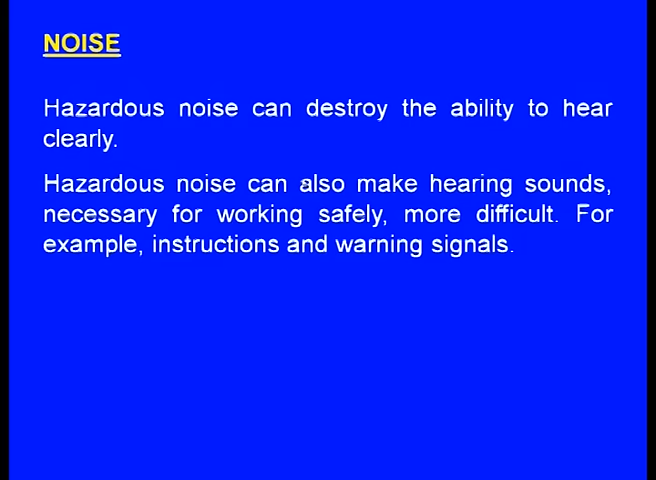 NOISE
Hazardous noise can destroy the ability to hear
clearly.
Hazardous noise can also make hearing sounds,
necessary for working safely, more difficult. For
example, instructions and warning signals.